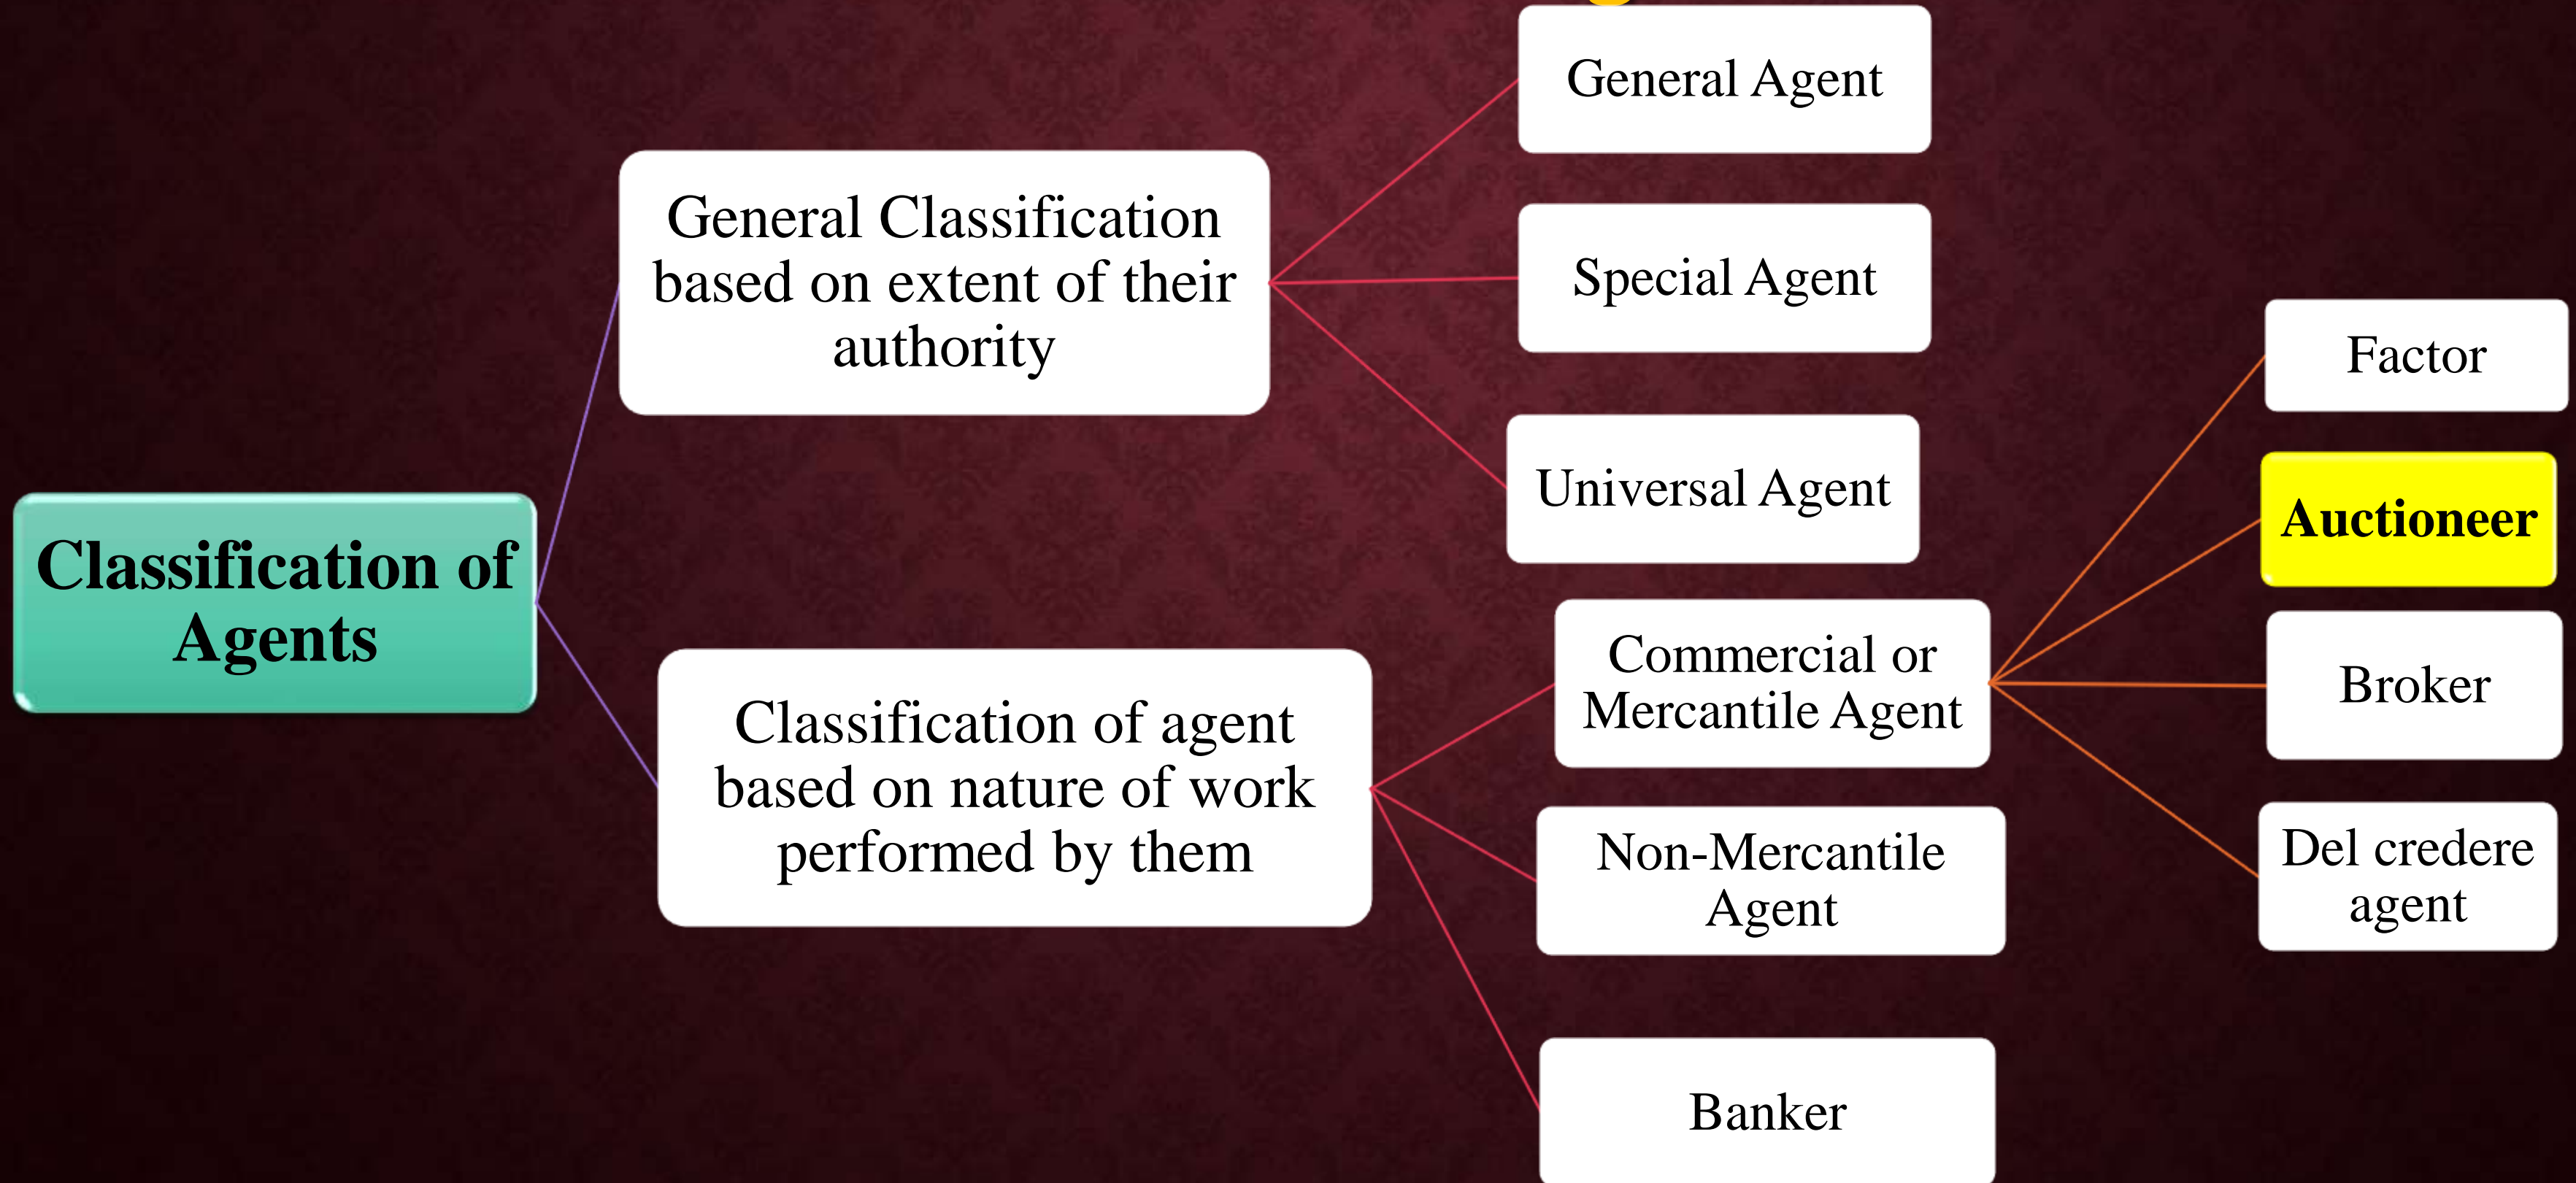 Classification of
Agents
General Classification
based on extent of their
authority
General Agent
Special Agent
Universal Agent
Classification of agent
based on nature of work
performed by them
Commercial or
Mercantile Agent
Factor
Auctioneer
Broker
Del credere
agent
Non-Mercantile
Agent
Banker